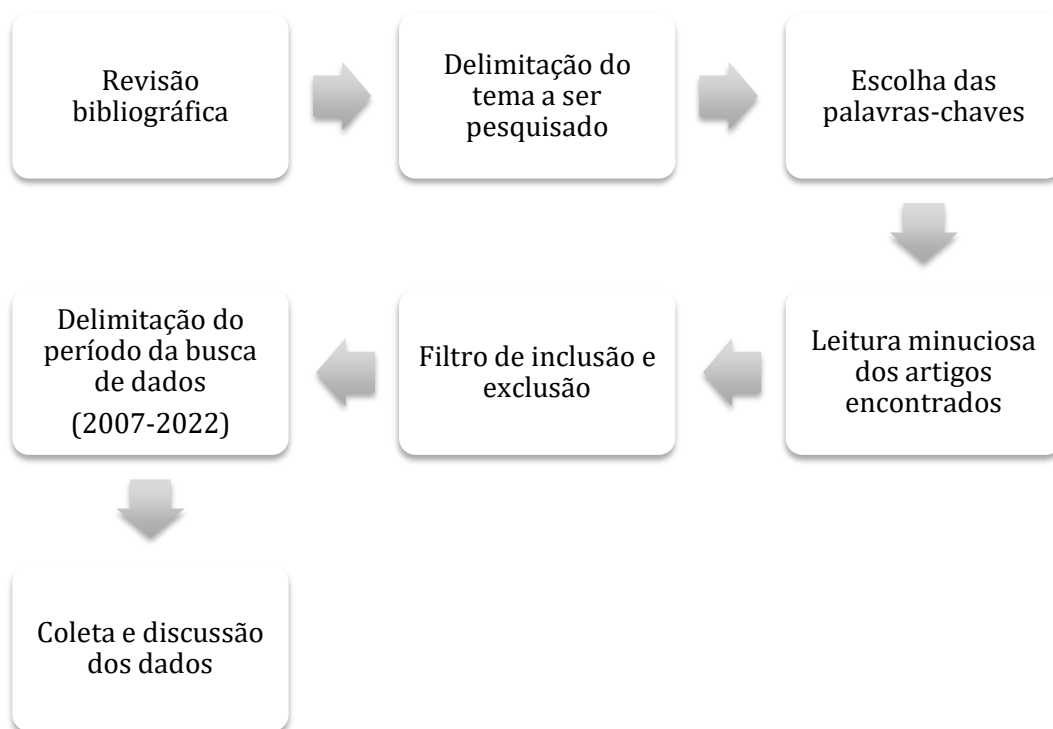 Revisão
bibliográfica
Delimitação do
tema a ser
pesquisado
Escolha das
palavras-chaves
Leitura minuciosa
dos artigos
encontrados
Filtro de inclusão e
exclusão
Delimitação do
período da busca
de dados
(2007-2022)
Coleta e discussão
dos dados